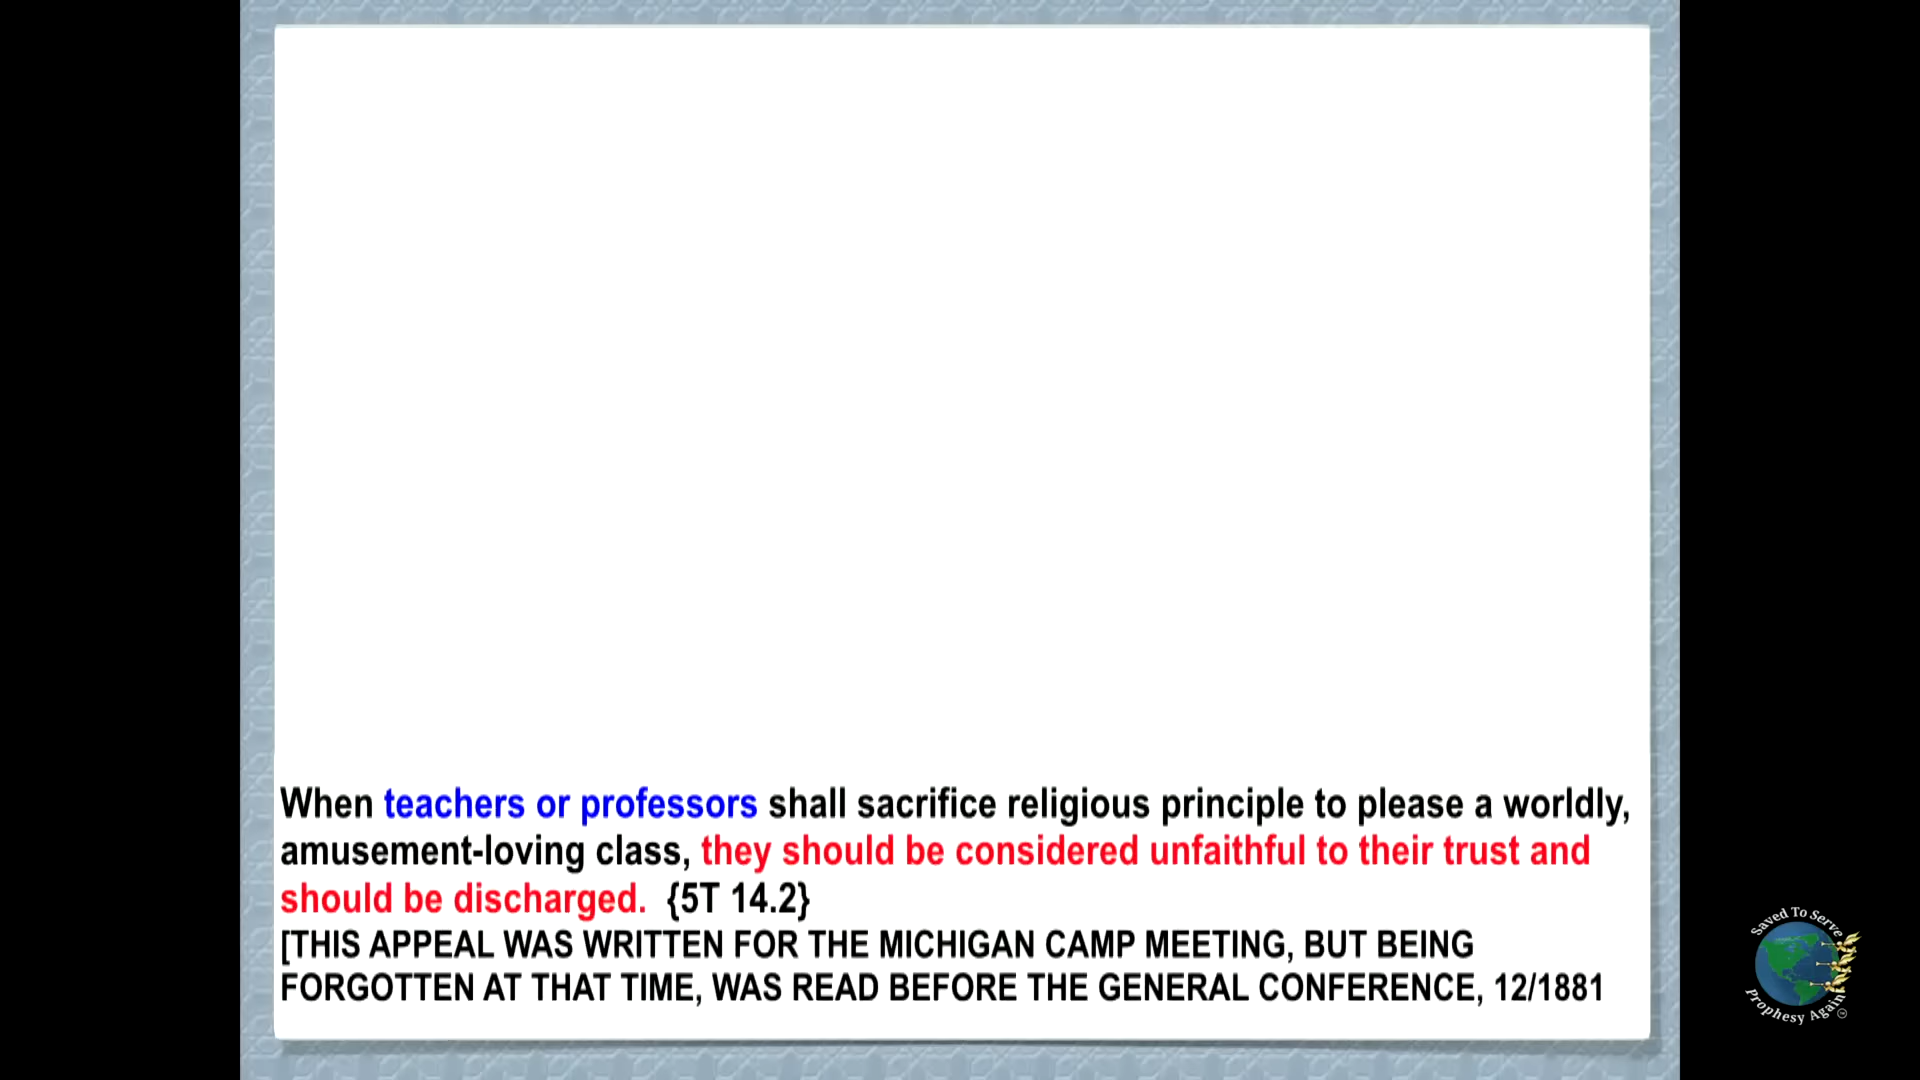 When teachers or professors shall sacrifice religious principle to please a worldly,
amusement-loving class, they should be considered unfaithful to their trust and
should be discharged.  {5T 14.2}
[THIS APPEAL WAS WRITTEN FOR THE MICHIGAN CAMP MEETING, BUT BEING
FORGOTTEN AT THAT TIME, WAS READ BEFORE THE GENERAL CONFERENCE, 12/1881
Saved To Serve
Prophesy Again